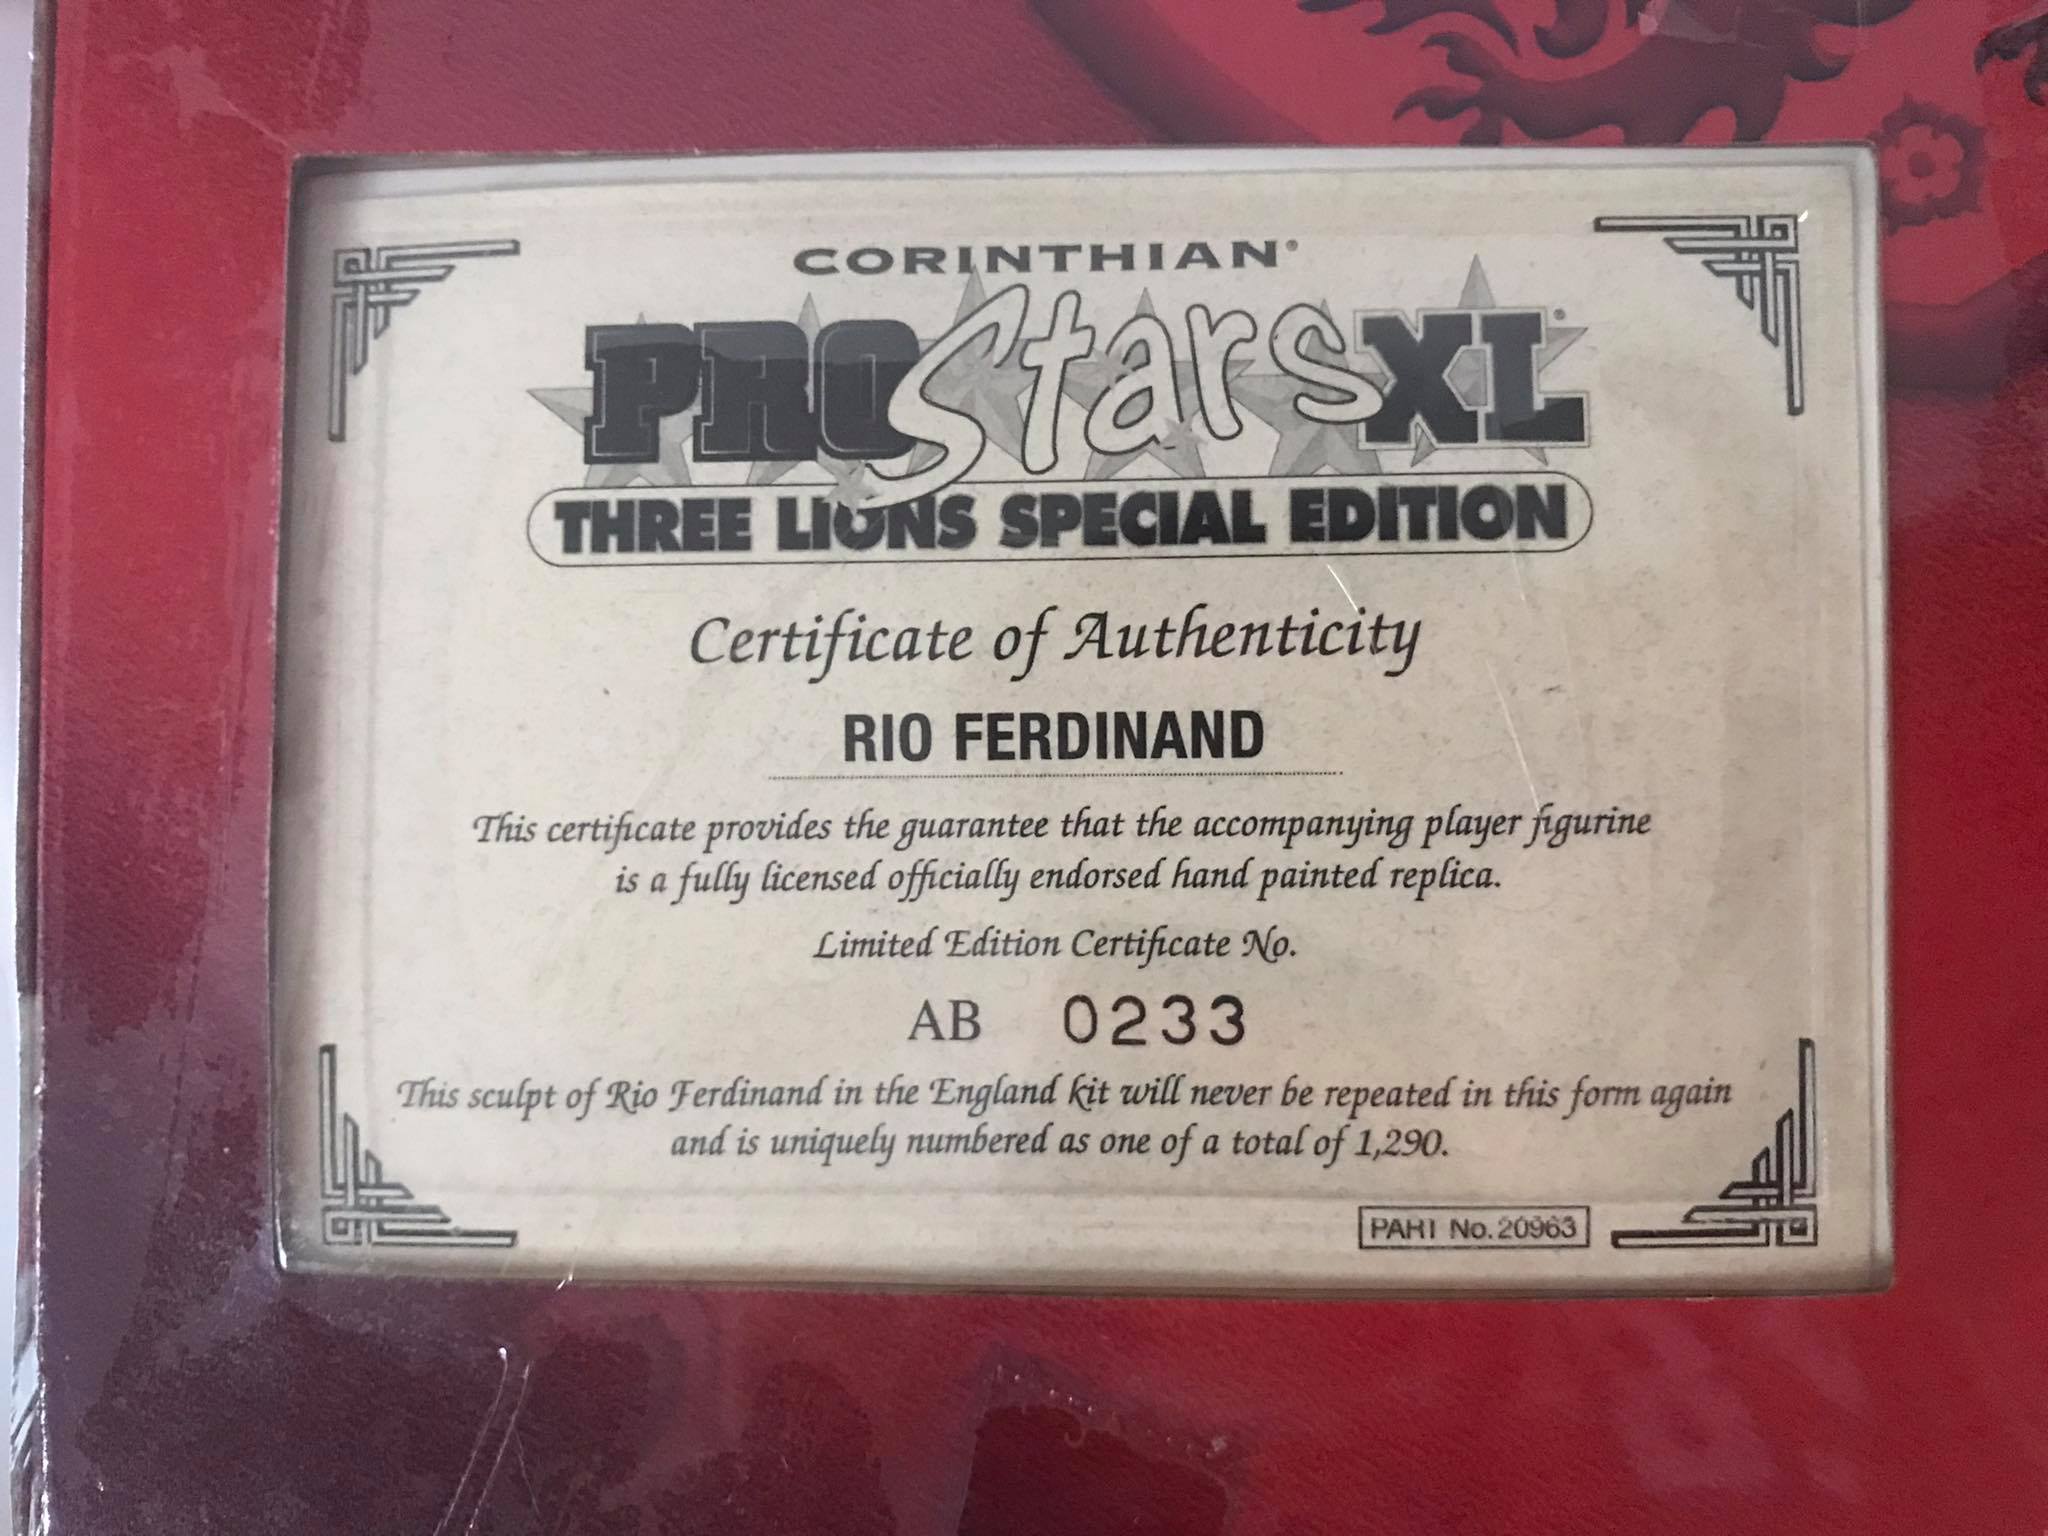 CORINTHIAN®
PROStarsXL®
THREE LIONS SPECIAL EDITION
Certificate of Authenticity
RIO FERDINAND
This certificate provides the guarantee that the accompanying player figurine
is a fully licensed officially endorsed hand painted replica.
Limited Edition Certificate No.
AB 0233
This sculpt of Rio Ferdinand in the England kit will never be repeated in this form again
and is uniquely numbered as one of a total of 1,290.
PART No. 20963